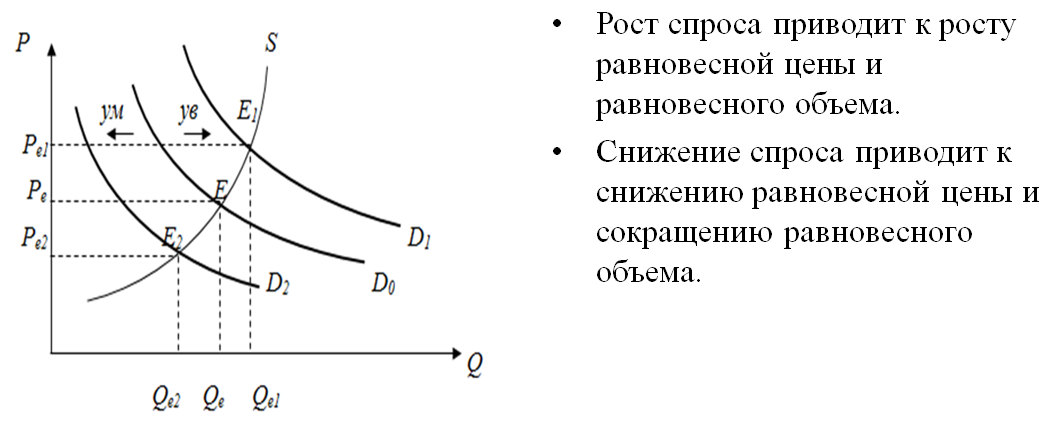 P
S
ум
ув
E1
Pe1
Pe
E
Pe2
E2
D1
D2
D0
Q
Qe2
Qe
Qe1
• Рост спроса приводит к росту
равновесной цены и
равновесного объема.
• Снижение спроса приводит к
снижению равновесной цены и
сокращению равновесного
объема.